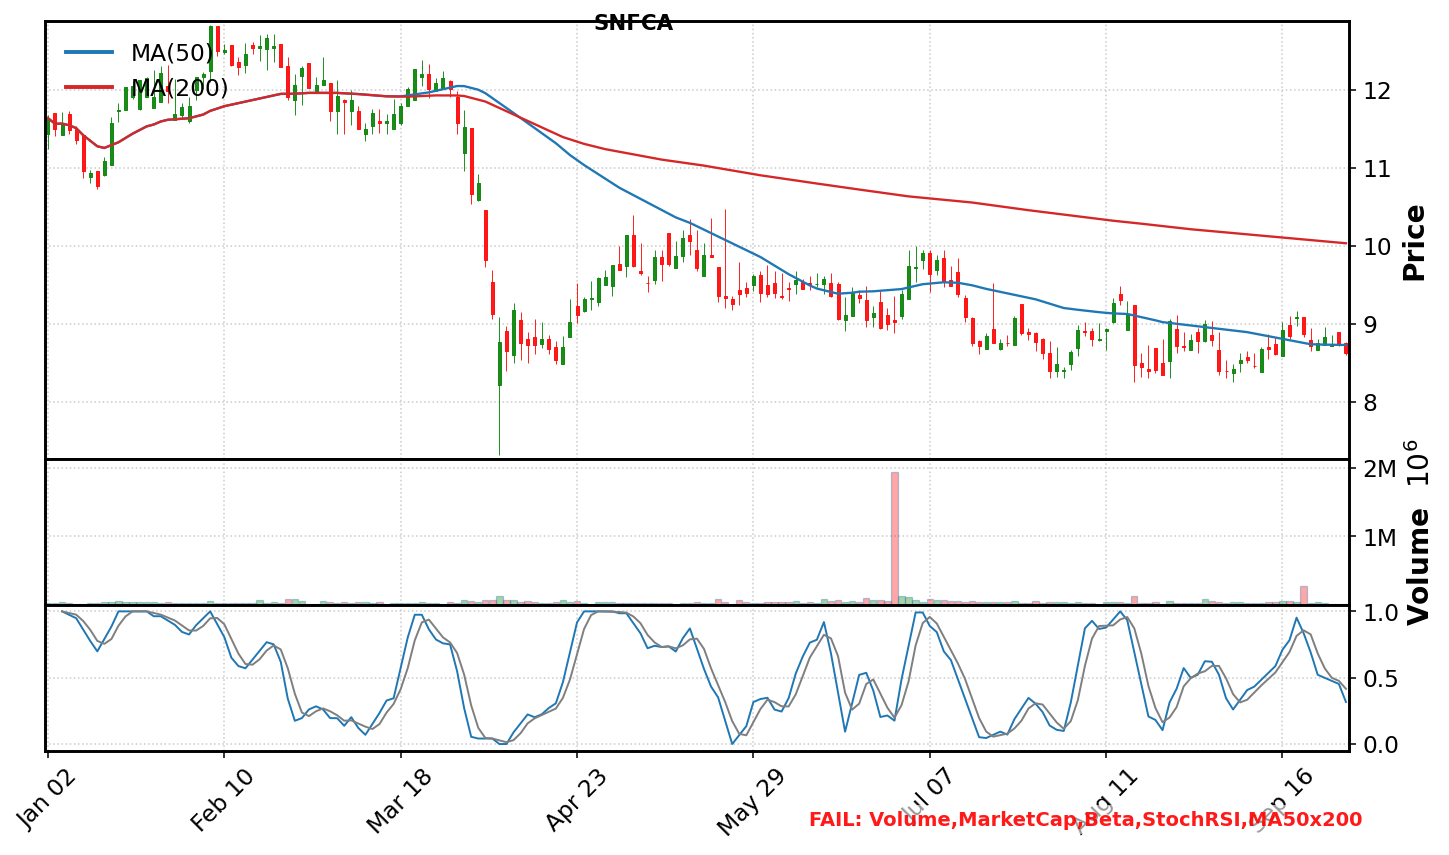 SNFCA
MA(50)
MA(200)
12
11
10
9
8
Price
2M
1M
Volume 10^6
1.0
0.5
0.0
Jan 02
Feb 10
Mar 18
Apr 23
May 29
Jul 07
Aug 11
Sep 16
FAIL: Volume,MarketCap,Beta,StochRSI,MA50x200